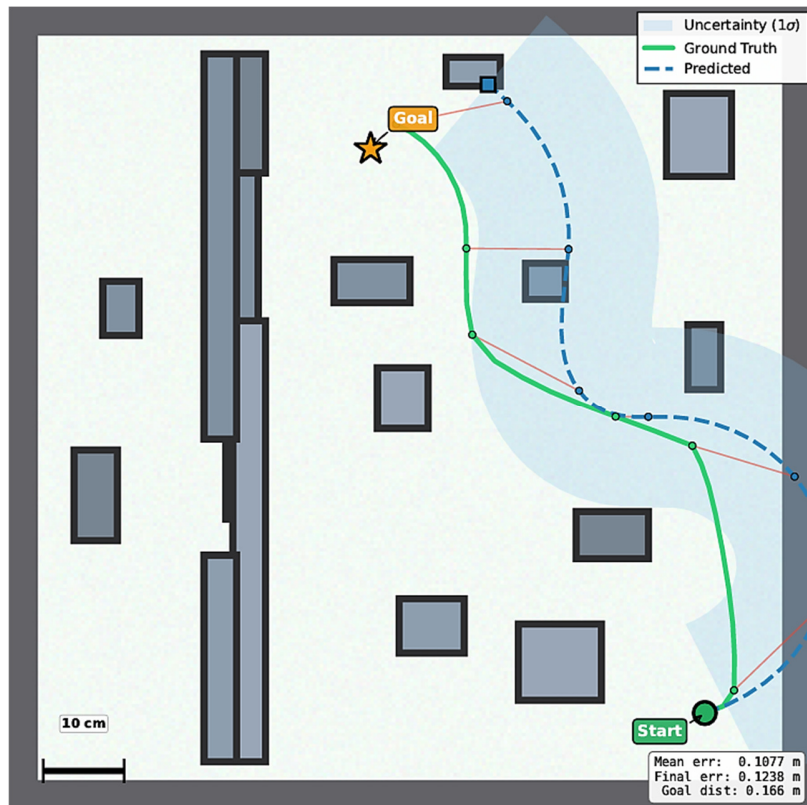 Uncertainty (1σ)
Ground Truth
Predicted
Goal
10 cm
Start
Mean err: 0.1077 m
Final err: 0.1238 m
Goal dist: 0.166 m